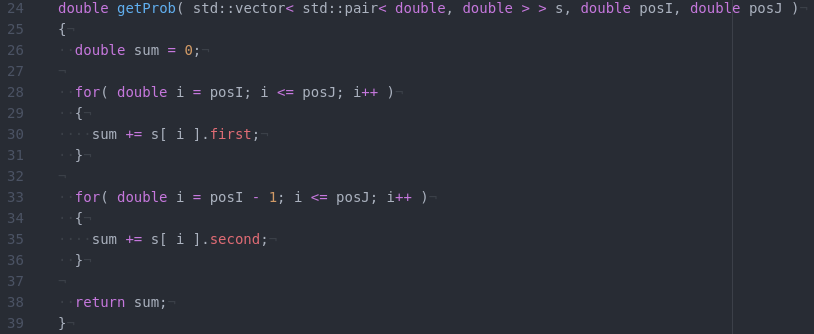 24 double getProb( std::vector< std::pair< double, double > > s, double posI, double posJ )¬
25 {¬
26 ··double sum = 0;¬
27 ¬
28 ··for( double i = posI; i <= posJ; i++ )¬
29 ··{¬
30 ····sum += s[ i ].first;¬
31 ··}¬
32 ¬
33 ··for( double i = posI - 1; i <= posJ; i++ )¬
34 ··{¬
35 ····sum += s[ i ].second;¬
36 ··}¬
37 ¬
38 ··return sum;¬
39 }¬